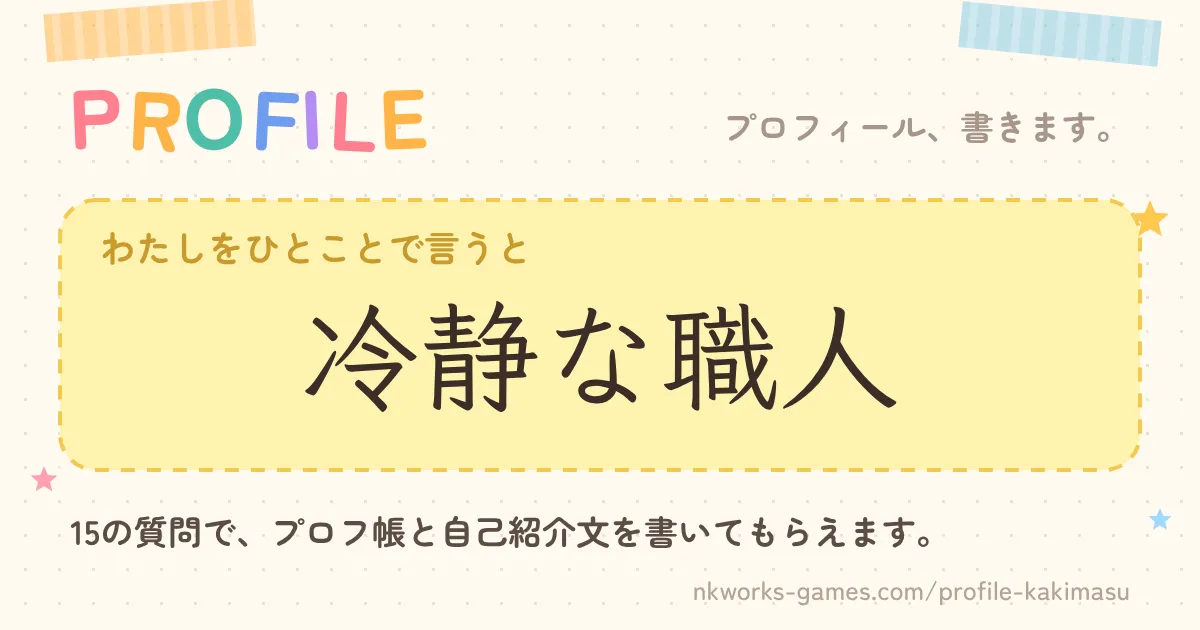 PROFILE
プロフィール、書きます。
わたしをひとことで言うと
冷静な職人
15の質問で、プロフ帳と自己紹介文を書いてもらえます。
nkworks-games.com/profile-kakimasu